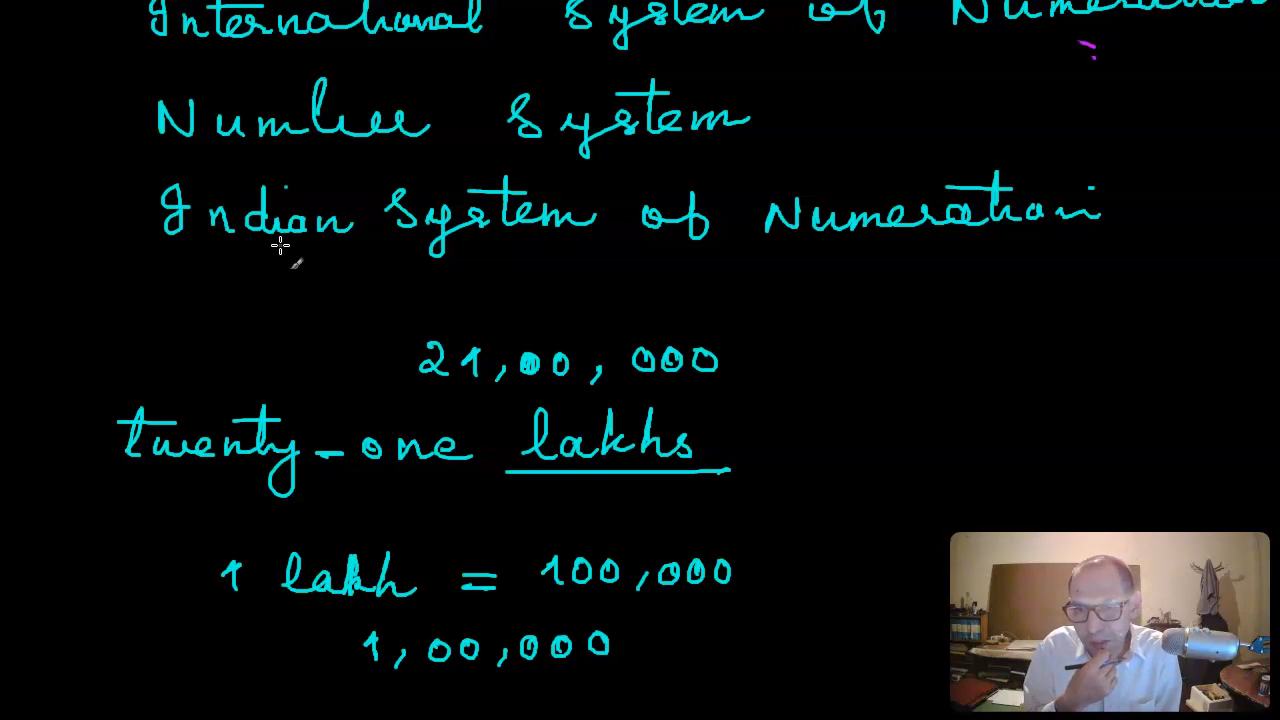 International System of Numeration
Number System
Indian System of Numeration
21,00,000
twenty-one lakhs
1 lakh = 100,000
1,00,000